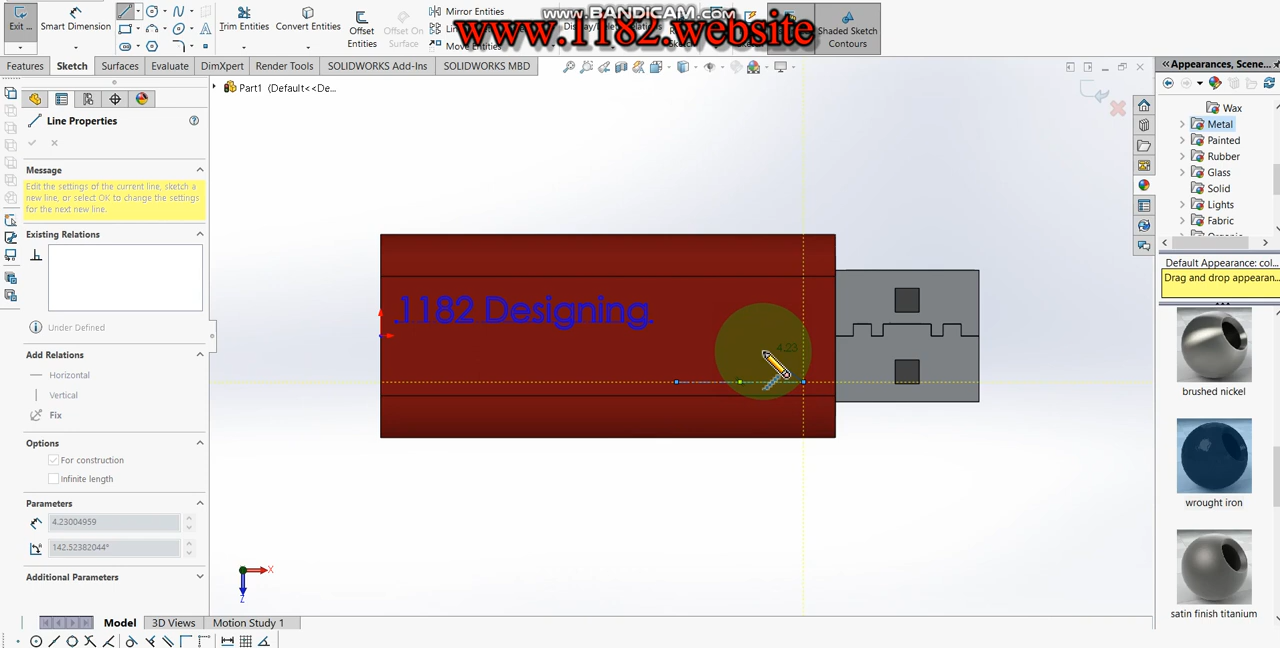 www.BANDICAM.com
www.1182.website
Exit ...
Smart Dimension
Trim Entities
Convert Entities
Offset Entities
Offset On Surface
Mirror Entities
Move Entities
Shaded Sketch Contours
Features
Sketch
Surfaces
Evaluate
DimXpert
Render Tools
SOLIDWORKS Add-Ins
SOLIDWORKS MBD
Part1 (Default<<De...
Line Properties
Message
Edit the settings of the current line, sketch a
new line, or select OK to change the settings
for the next new line.
Existing Relations
Under Defined
Add Relations
Horizontal
Vertical
Fix
Options
For construction
Infinite length
Parameters
4.23004959
142.52382044°
Additional Parameters
1182 Designing
4.23
X
Z
Model
3D Views
Motion Study 1
Appearances, Scene...
Wax
Metal
Painted
Rubber
Glass
Solid
Lights
Fabric
Default Appearance: col...
Drag and drop appearan...
brushed nickel
wrought iron
satin finish titanium